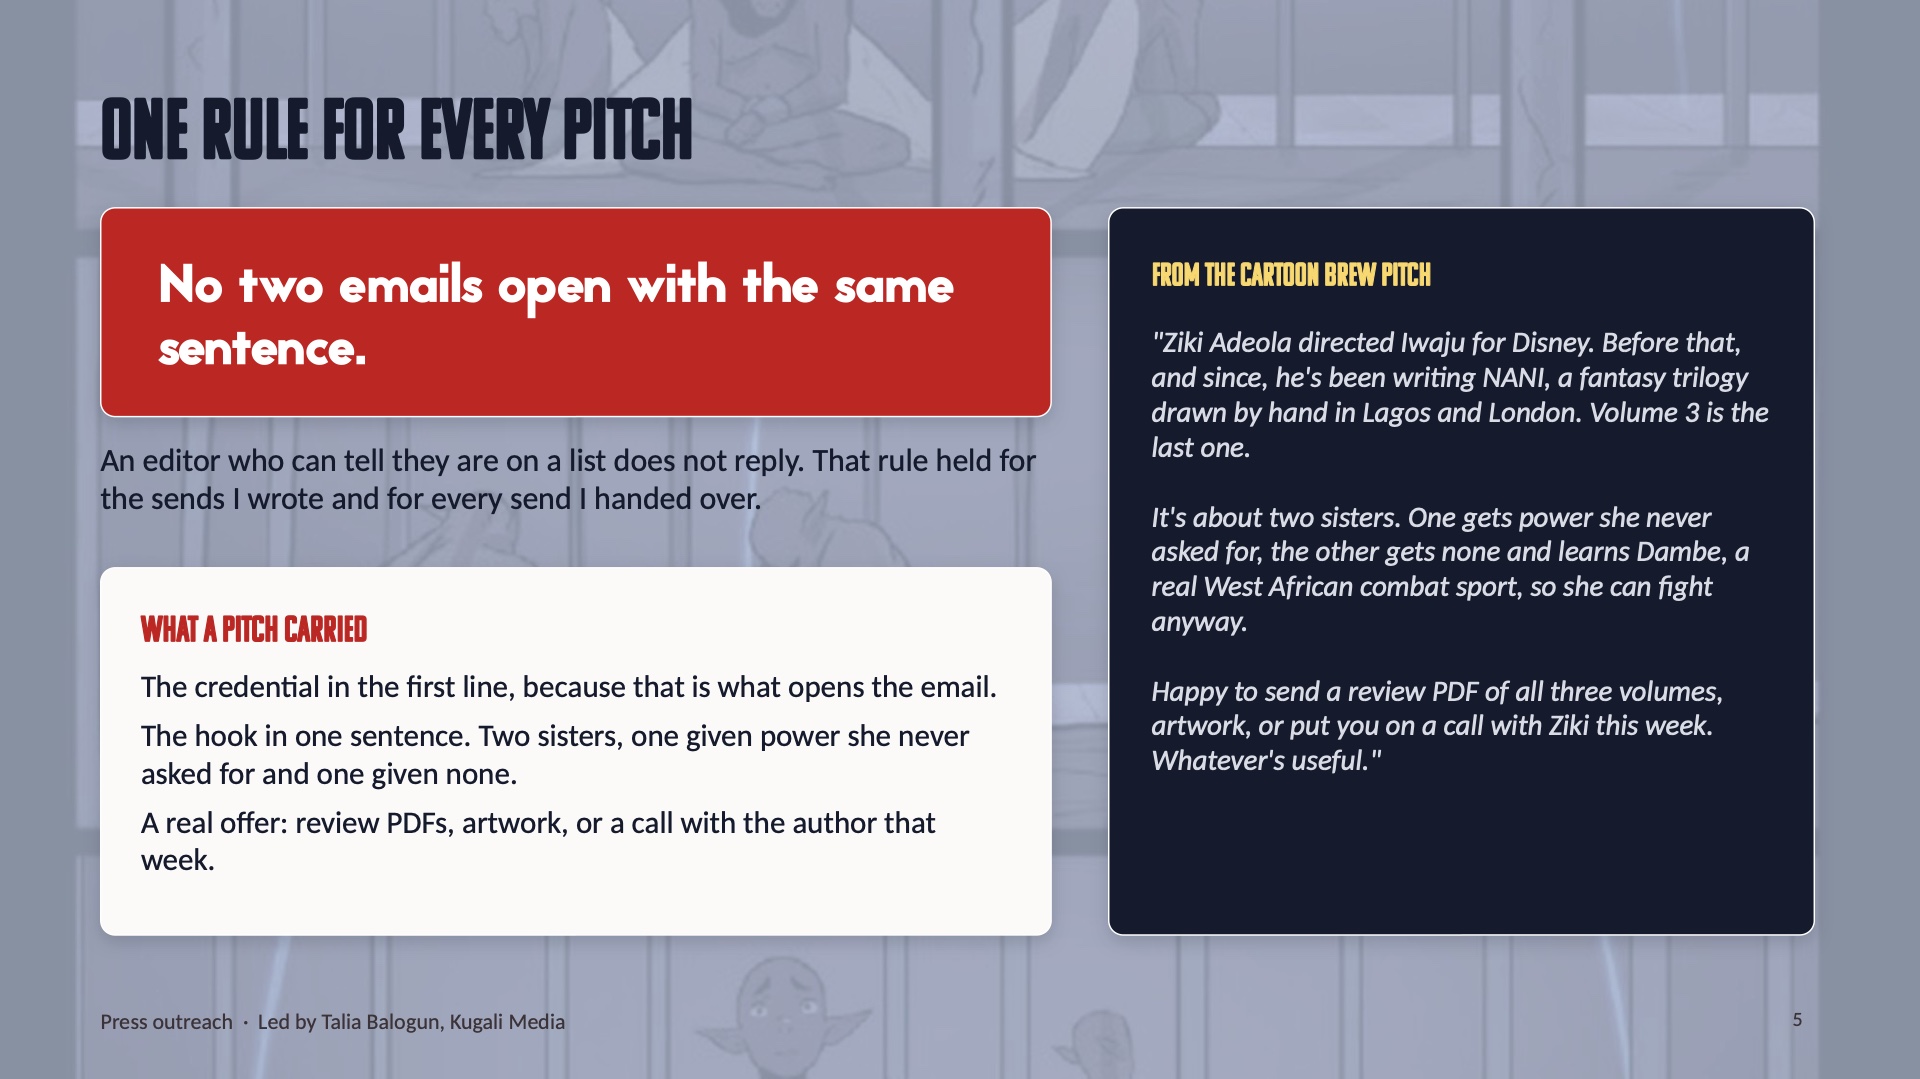 ONE RULE FOR EVERY PITCH
No two emails open with the same
sentence.
An editor who can tell they are on a list does not reply. That rule held for
the sends I wrote and for every send I handed over.
WHAT A PITCH CARRIED
The credential in the first line, because that is what opens the email.
The hook in one sentence. Two sisters, one given power she never
asked for and one given none.
A real offer: review PDFs, artwork, or a call with the author that
week.
FROM THE CARTOON BREW PITCH
"Ziki Adeola directed Iwaju for Disney. Before that,
and since, he's been writing NANI, a fantasy trilogy
drawn by hand in Lagos and London. Volume 3 is the
last one.
It's about two sisters. One gets power she never
asked for, the other gets none and learns Dambe, a
real West African combat sport, so she can fight
anyway.
Happy to send a review PDF of all three volumes,
artwork, or put you on a call with Ziki this week.
Whatever's useful."
Press outreach · Led by Talia Balogun, Kugali Media
5